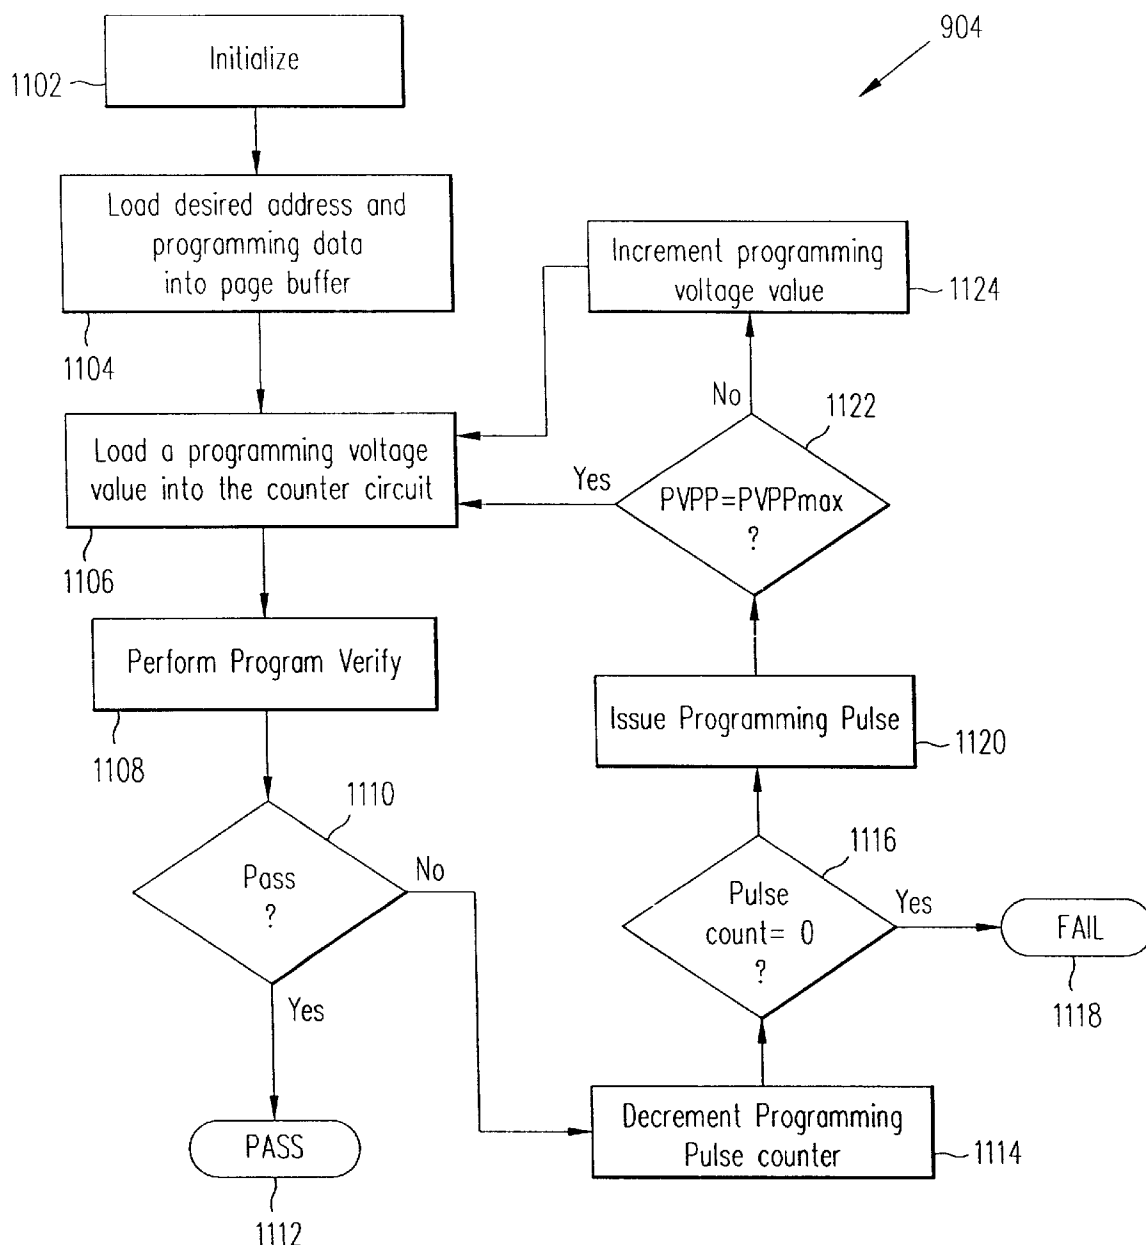 904
Initialize
1102
Load desired address and
programming data
into page buffer
1104
Increment programming
voltage value
1124
No
1122
Load a programming voltage
value into the counter circuit
1106
Yes
PVPP=PVPPmax
?
Perform Program Verify
1108
Issue Programming Pulse
1120
1110
Pass
?
No
Yes
1116
Pulse
count= 0
?
Yes
FAIL
1118
PASS
1112
Decrement Programming
Pulse counter
1114